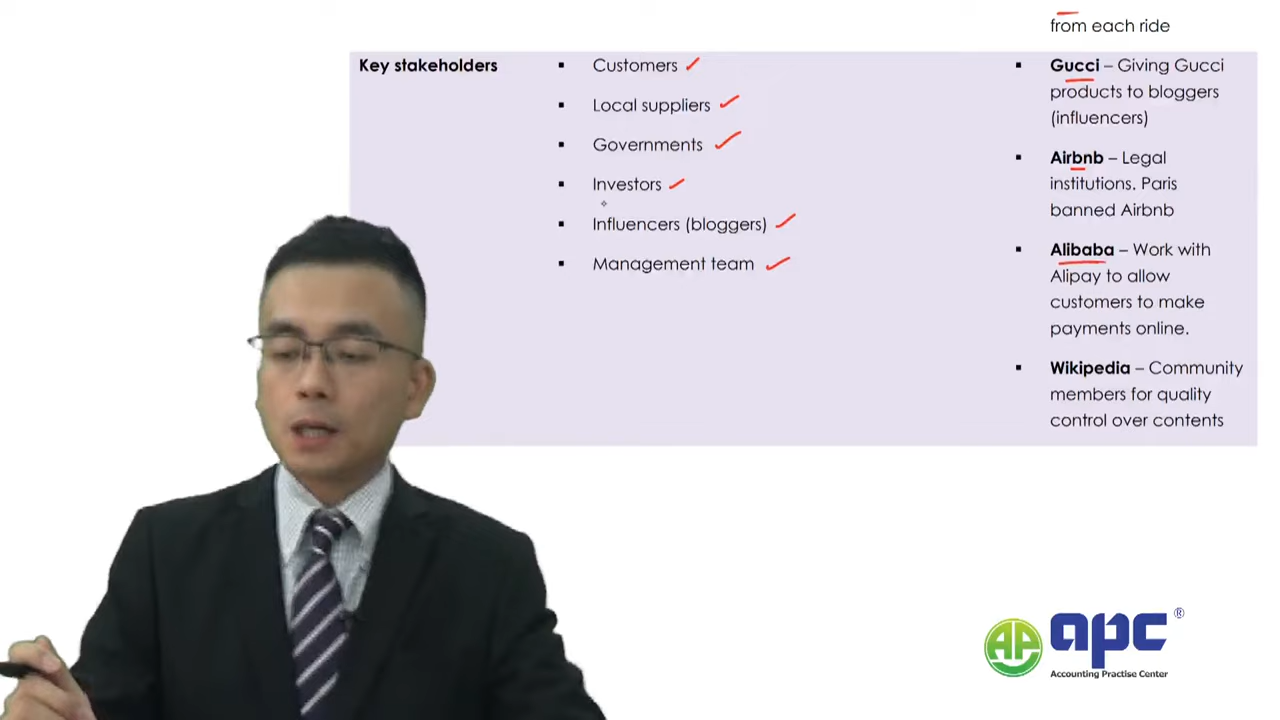 from each ride
Key stakeholders
▪ Customers
▪ Local suppliers
▪ Governments
▪ Investors
▪ Influencers (bloggers)
▪ Management team
▪ Gucci – Giving Gucci
products to bloggers
(influencers)
▪ Airbnb – Legal
institutions. Paris
banned Airbnb
▪ Alibaba – Work with
Alipay to allow
customers to make
payments online.
▪ Wikipedia – Community
members for quality
control over contents
AP apc ®
Accounting Practise Center